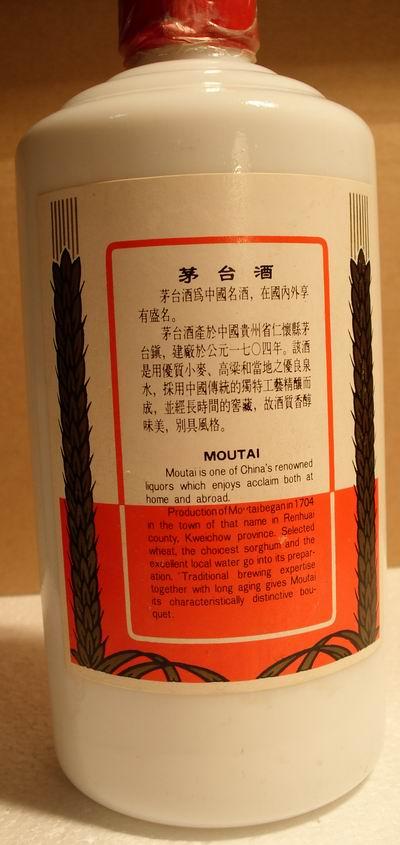 茅台酒
茅台酒爲中國名酒，在國內外享
有盛名。
茅台酒產於中國貴州省仁懷縣茅
台鎮，建廠於公元一七〇四年。該酒
是用優質小麥、高梁和當地之優良泉
水，採用中國傳統的獨特工藝精釀而
成，並經長時間的窖藏，故酒質香醇
味美，別具風格。
MOUTAI
Moutai is one of China's renowned
liquors which enjoys acclaim both at
home and abroad.
Production of Moutai began in 1704
in the town of that name in Renhuai
county, Kweichow province. Selected
wheat, the choicest sorghum and the
excellent local water go into its prepar-
ation. Traditional brewing expertise
together with long aging gives Moutai
its characteristically distinctive bou-
quet.